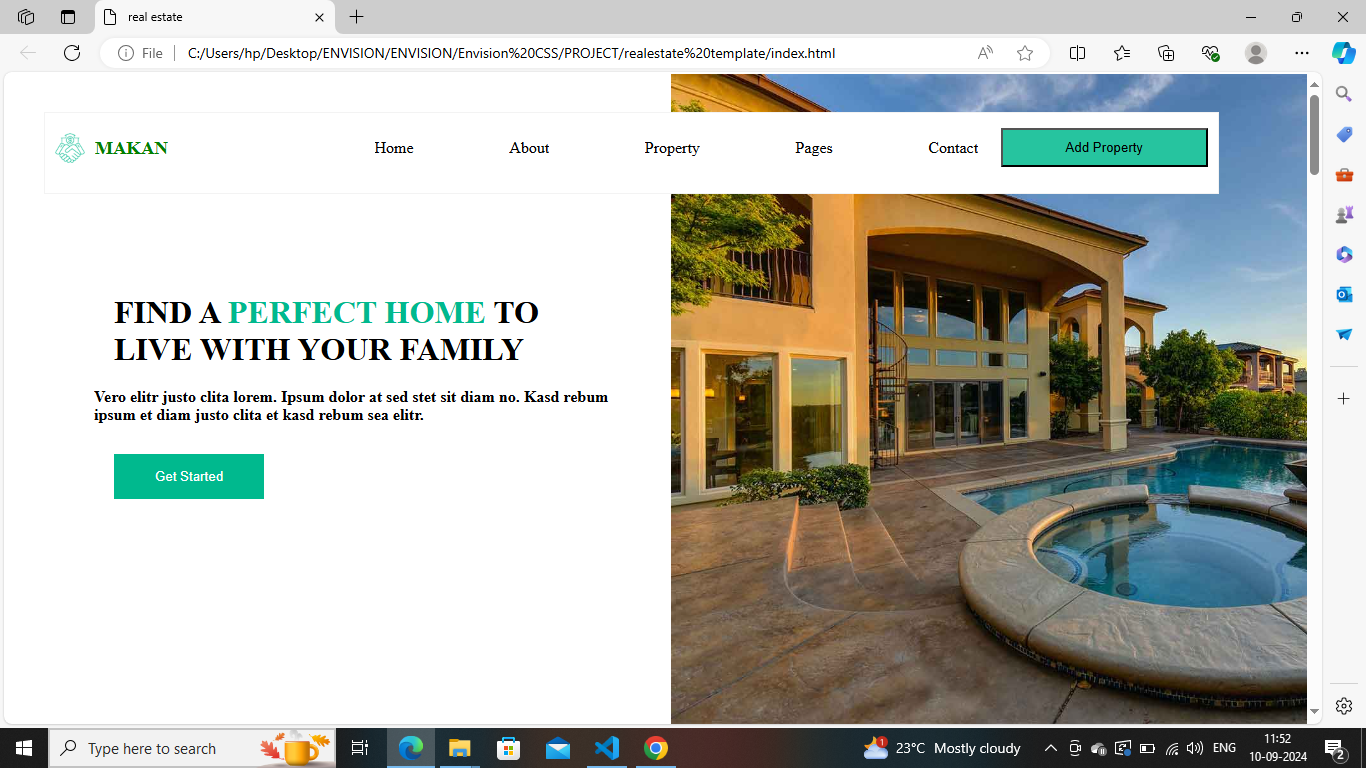 real estate
File
C:/Users/hp/Desktop/ENVISION/ENVISION/Envision%20CSS/PROJECT/realestate%20template/index.html
MAKAN
Home
About
Property
Pages
Contact
Add Property
FIND A PERFECT HOME TO
LIVE WITH YOUR FAMILY
Vero elitr justo clita lorem. Ipsum dolor at sed stet sit diam no. Kasd rebum
ipsum et diam justo clita et kasd rebum sea elitr.
Get Started
Type here to search
1
23°C Mostly cloudy
ENG
11:52
10-09-2024
2